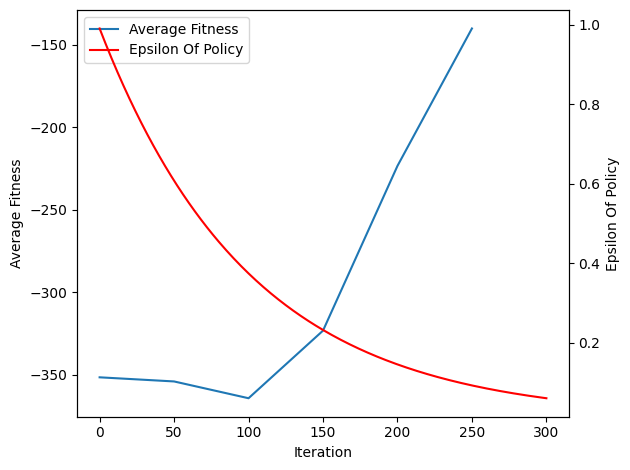 Average Fitness
Epsilon Of Policy
−150
−200
−250
−300
−350
Average Fitness
1.0
0.8
0.6
0.4
0.2
Epsilon Of Policy
0 50 100 150 200 250 300
Iteration